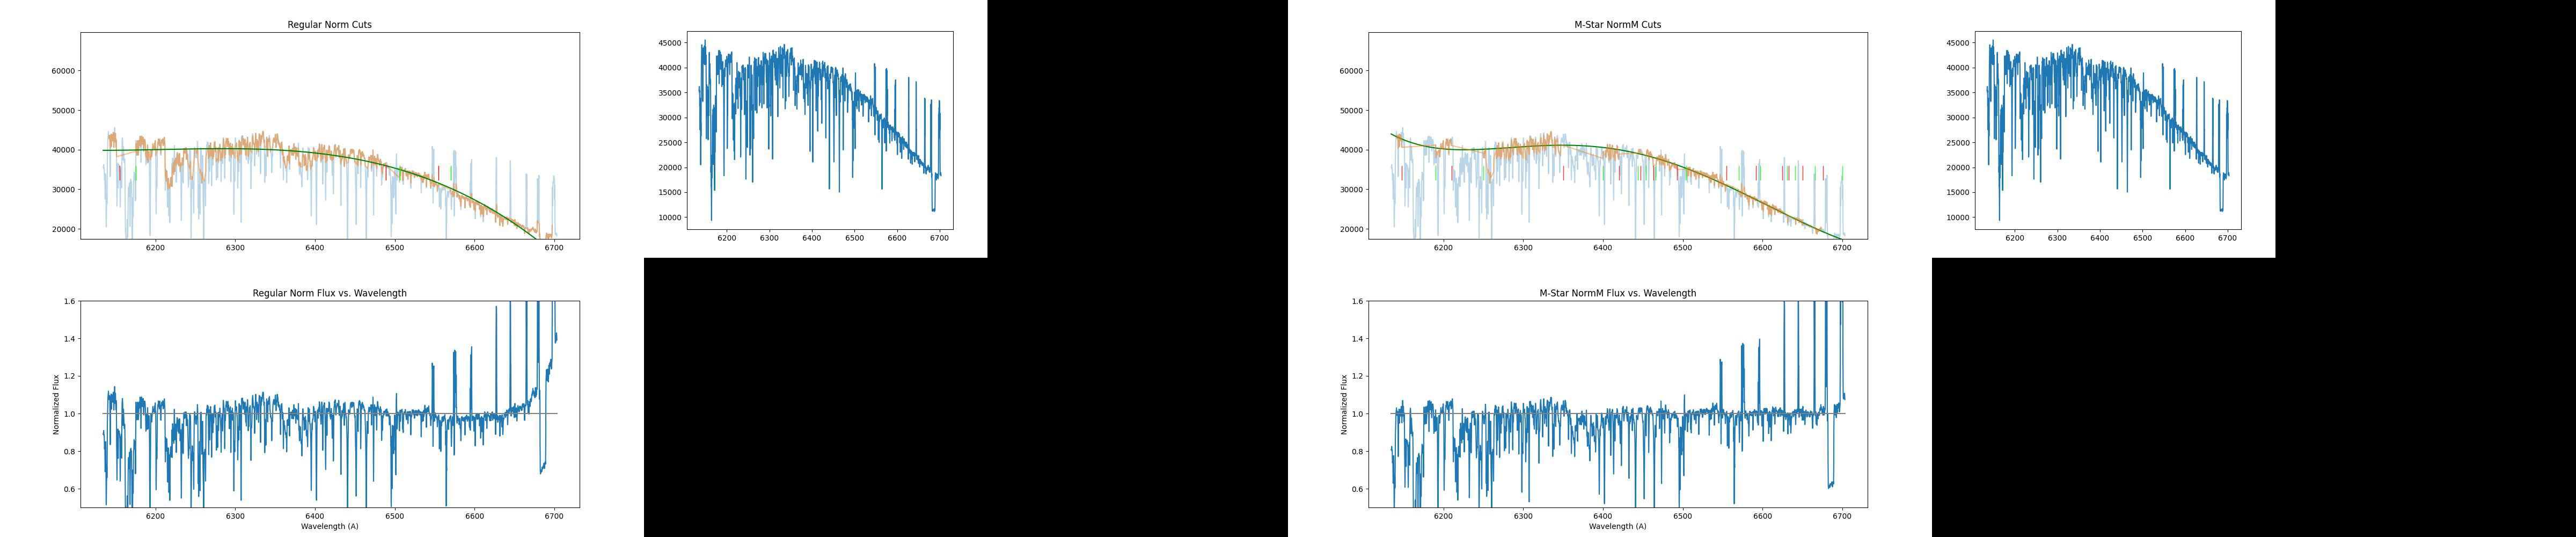 Regular Norm Cuts
60000
50000
40000
30000
20000
6200 6300 6400 6500 6600 6700
45000
40000
35000
30000
25000
20000
15000
10000
6200 6300 6400 6500 6600 6700
Regular Norm Flux vs. Wavelength
Normalized Flux
1.6
1.4
1.2
1.0
0.8
0.6
6200 6300 6400 6500 6600 6700
Wavelength (A)
M-Star NormM Cuts
60000
50000
40000
30000
20000
6200 6300 6400 6500 6600 6700
45000
40000
35000
30000
25000
20000
15000
10000
6200 6300 6400 6500 6600 6700
M-Star NormM Flux vs. Wavelength
Normalized Flux
1.6
1.4
1.2
1.0
0.8
0.6
6200 6300 6400 6500 6600 6700
Wavelength (A)